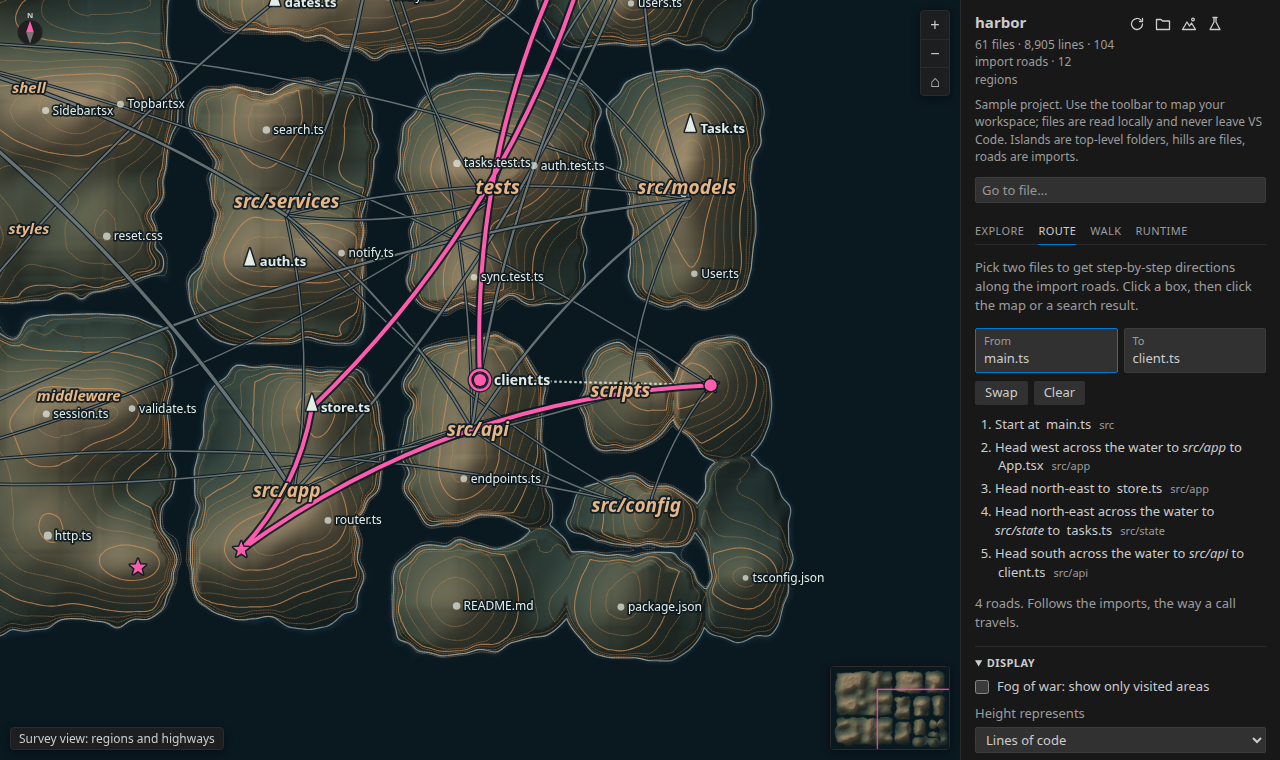 N
dates.ts
users.ts
shell
Sidebar.tsx
Topbar.tsx
search.ts
tasks.test.ts
auth.test.ts
Task.ts
tests
src/models
src/services
styles
reset.css
auth.ts
notify.ts
sync.test.ts
User.ts
client.ts
scripts
middleware
session.ts
validate.ts
store.ts
src/api
endpoints.ts
src/app
src/config
router.ts
http.ts
README.md
package.json
tsconfig.json
Survey view: regions and highways
+
−
harbor
61 files · 8,905 lines · 104
import roads · 12
regions
Sample project. Use the toolbar to map your
workspace; files are read locally and never leave VS
Code. Islands are top-level folders, hills are files,
roads are imports.
Go to file...
EXPLORE ROUTE WALK RUNTIME
Pick two files to get step-by-step directions
along the import roads. Click a box, then click
the map or a search result.
From
main.ts
To
client.ts
Swap Clear
1. Start at main.ts src
2. Head west across the water to src/app to
App.tsx src/app
3. Head north-east to store.ts src/app
4. Head north-east across the water to
src/state to tasks.ts src/state
5. Head south across the water to src/api to
client.ts src/api
4 roads. Follows the imports, the way a call
travels.
DISPLAY
Fog of war: show only visited areas
Height represents
Lines of code